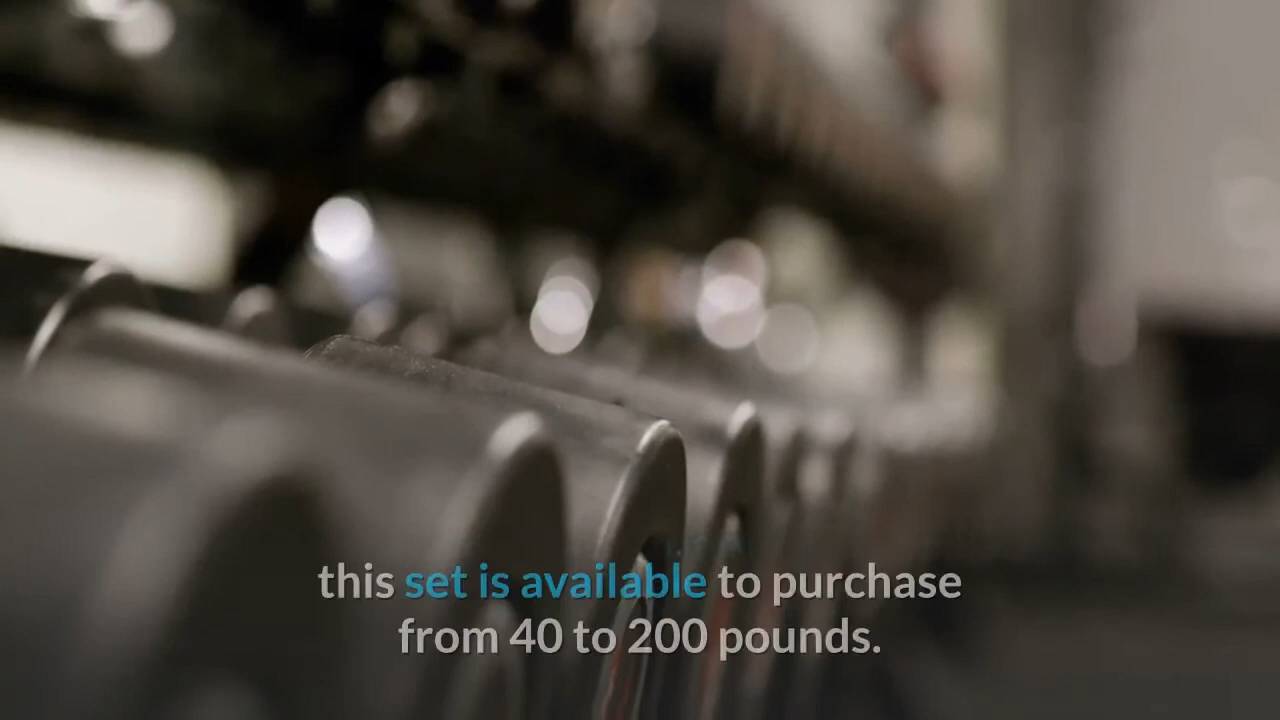 this set is available to purchase
from 40 to 200 pounds.